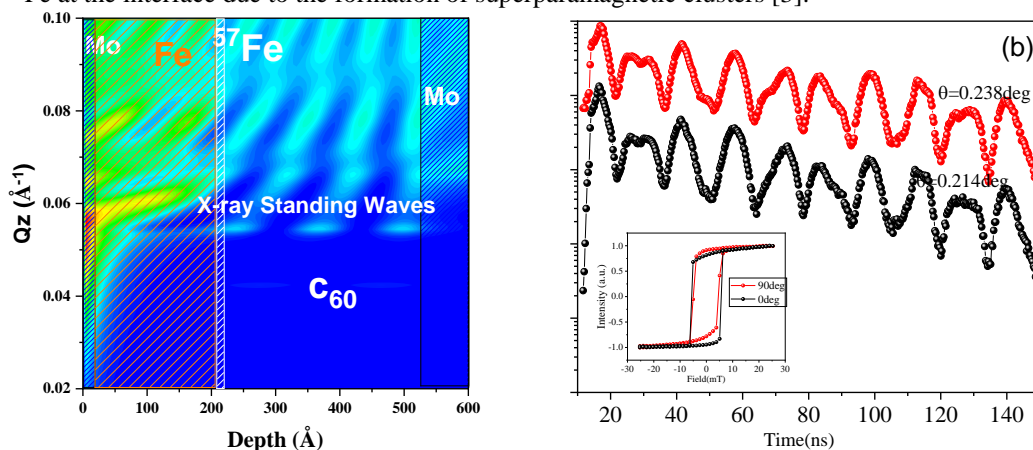 Fe at the interface due to the formation of superparamagnetic clusters [3].
0.10
0.08
0.06
0.04
0.02
Qz (Å⁻¹)
Mo
Fe
⁵⁷Fe
Mo
X-ray Standing Waves
C₆₀
0 100 200 300 400 500 600
Depth (Å)
(b)
θ=0.238deg
=0.214deg
Intensity (a.u.)
1.0
0.5
0.0
-0.5
-1.0
90deg
0deg
-30 -20 -10 0 10 20 30
Field(mT)
20 40 60 80 100 120 140
Time(ns)